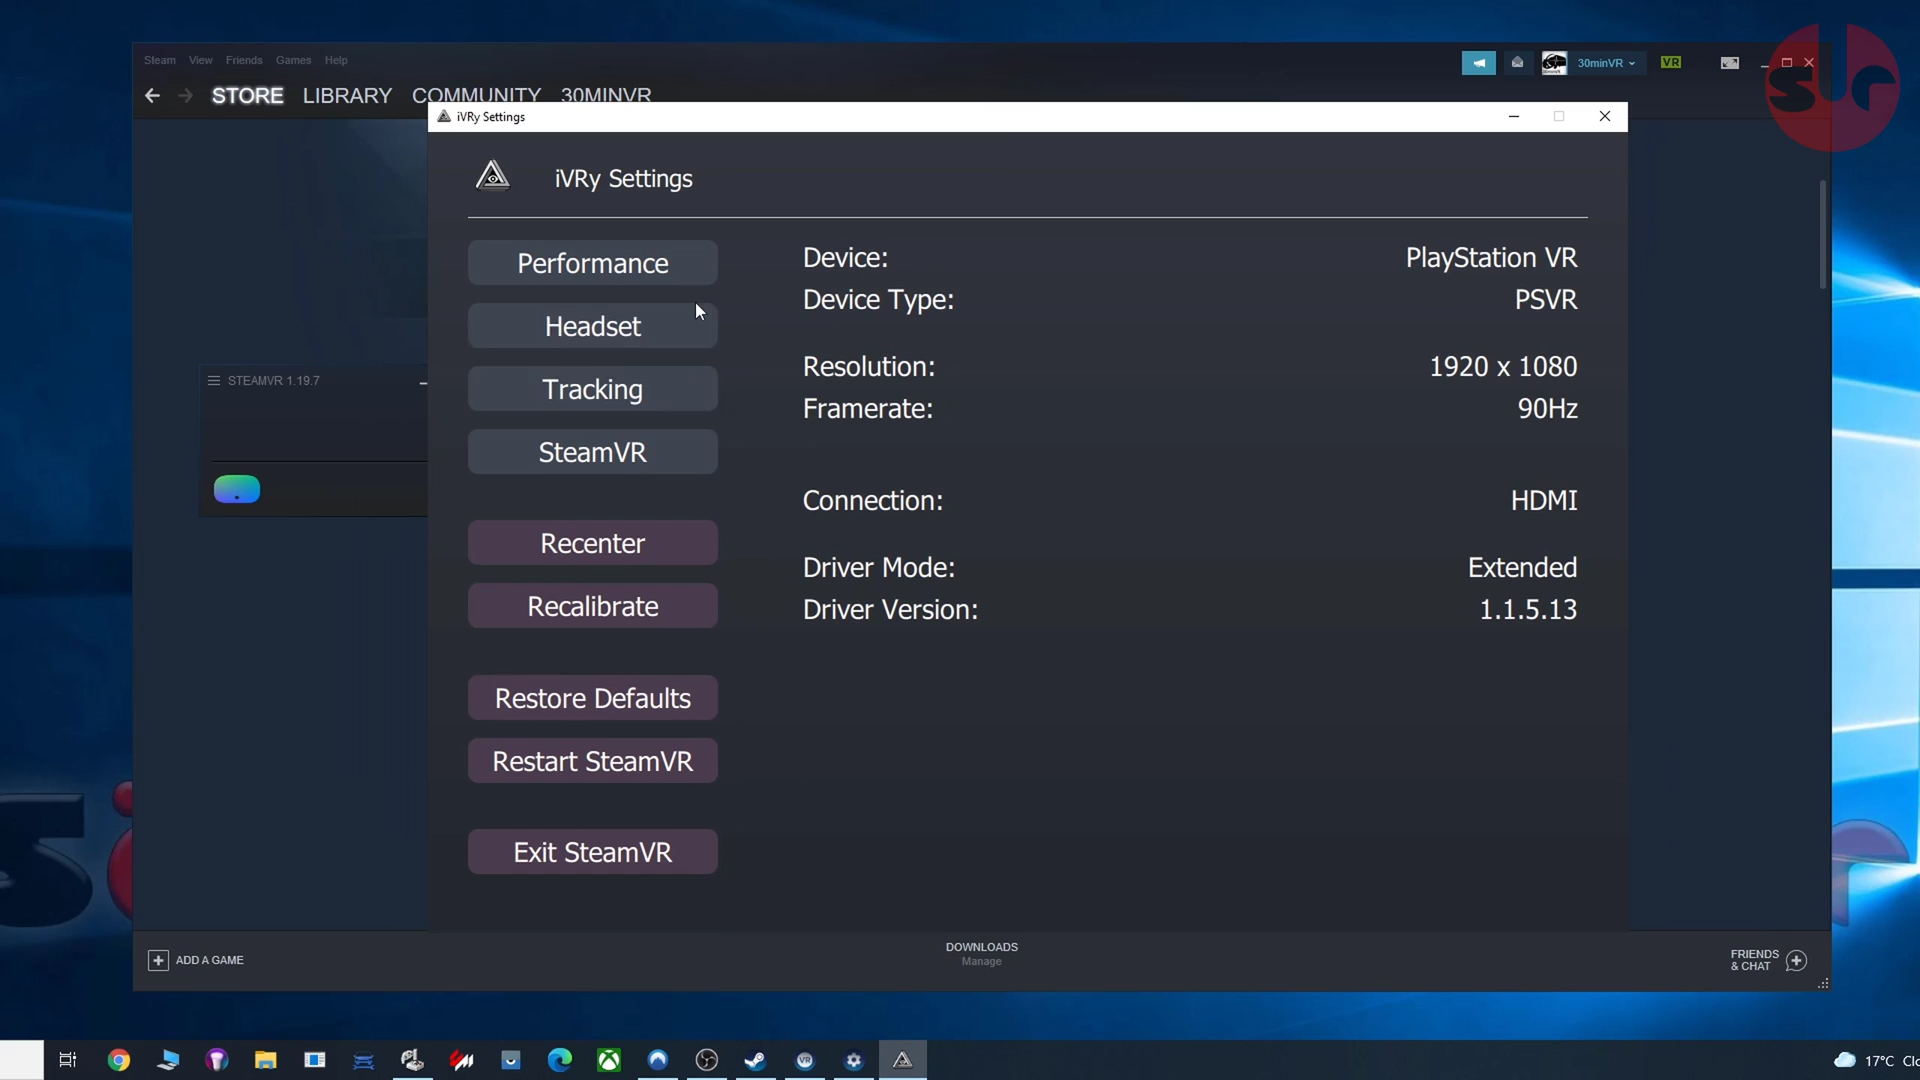 Steam View Friends Games Help
30minVR
VR
STORE LIBRARY COMMUNITY 30MINVR
iVRy Settings
iVRy Settings
Performance
Headset
Tracking
SteamVR
Recenter
Recalibrate
Restore Defaults
Restart SteamVR
Exit SteamVR
Device: PlayStation VR
Device Type: PSVR
Resolution: 1920 x 1080
Framerate: 90Hz
Connection: HDMI
Driver Mode: Extended
Driver Version: 1.1.5.13
STEAMVR 1.19.7
ADD A GAME
DOWNLOADS
Manage
FRIENDS
& CHAT
17°C